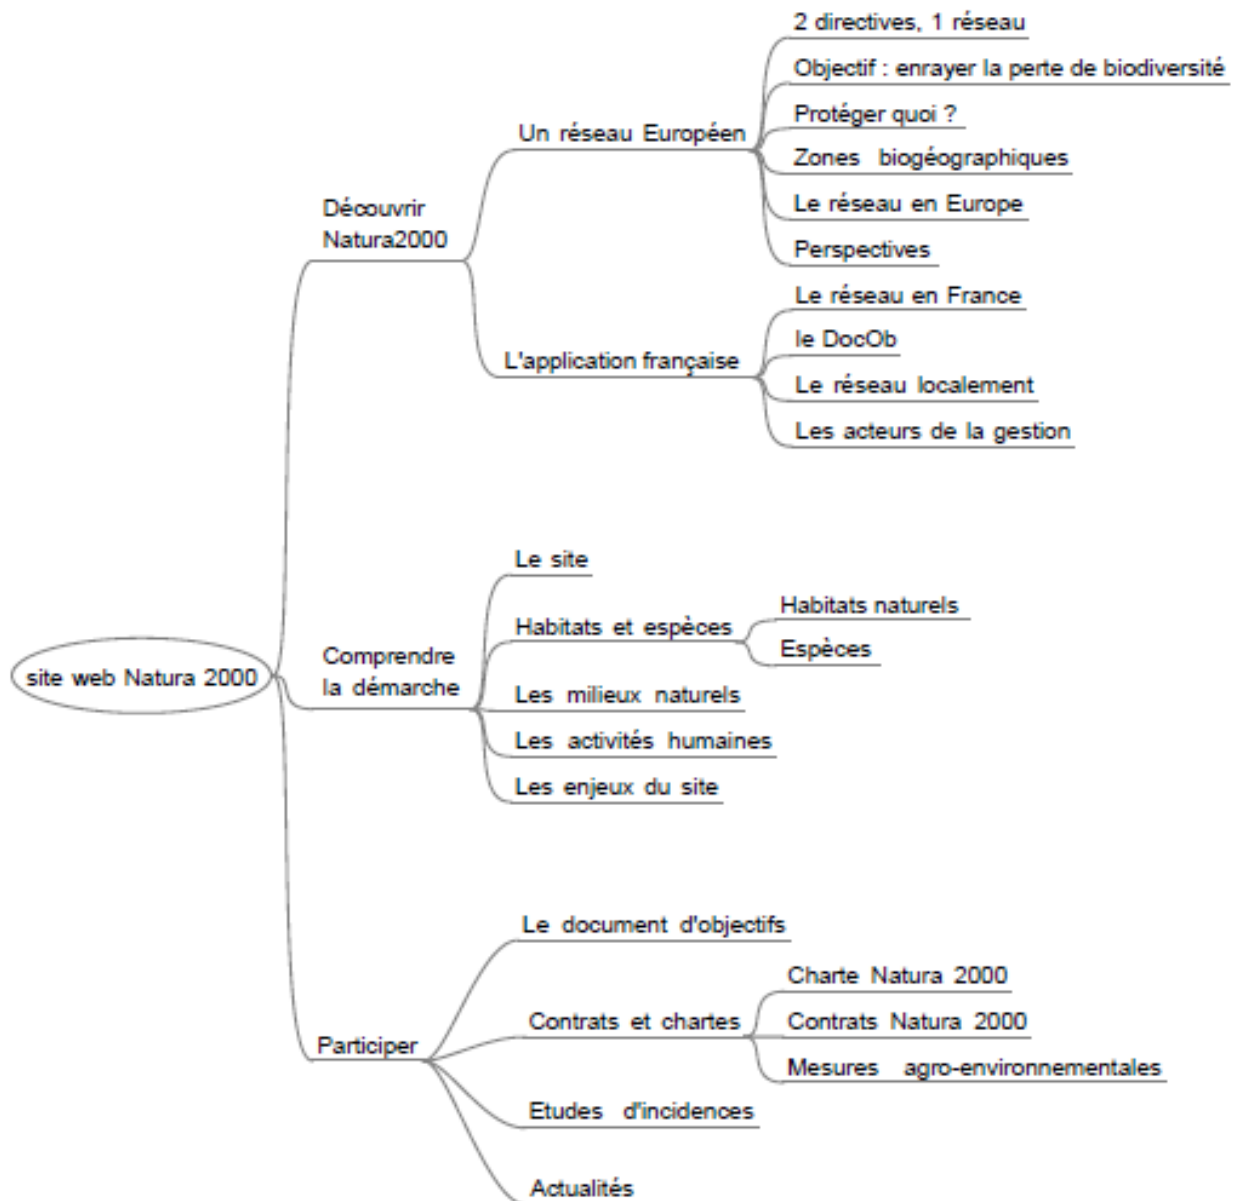 site web Natura 2000
Découvrir
Natura2000
Un réseau Européen
2 directives, 1 réseau
Objectif : enrayer la perte de biodiversité
Protéger quoi ?
Zones biogéographiques
Le réseau en Europe
Perspectives
L'application française
Le réseau en France
le DocOb
Le réseau localement
Les acteurs de la gestion
Comprendre
la démarche
Le site
Habitats et espèces
Habitats naturels
Espèces
Les milieux naturels
Les activités humaines
Les enjeux du site
Participer
Le document d'objectifs
Contrats et chartes
Charte Natura 2000
Contrats Natura 2000
Mesures agro-environnementales
Etudes d'incidences
Actualités